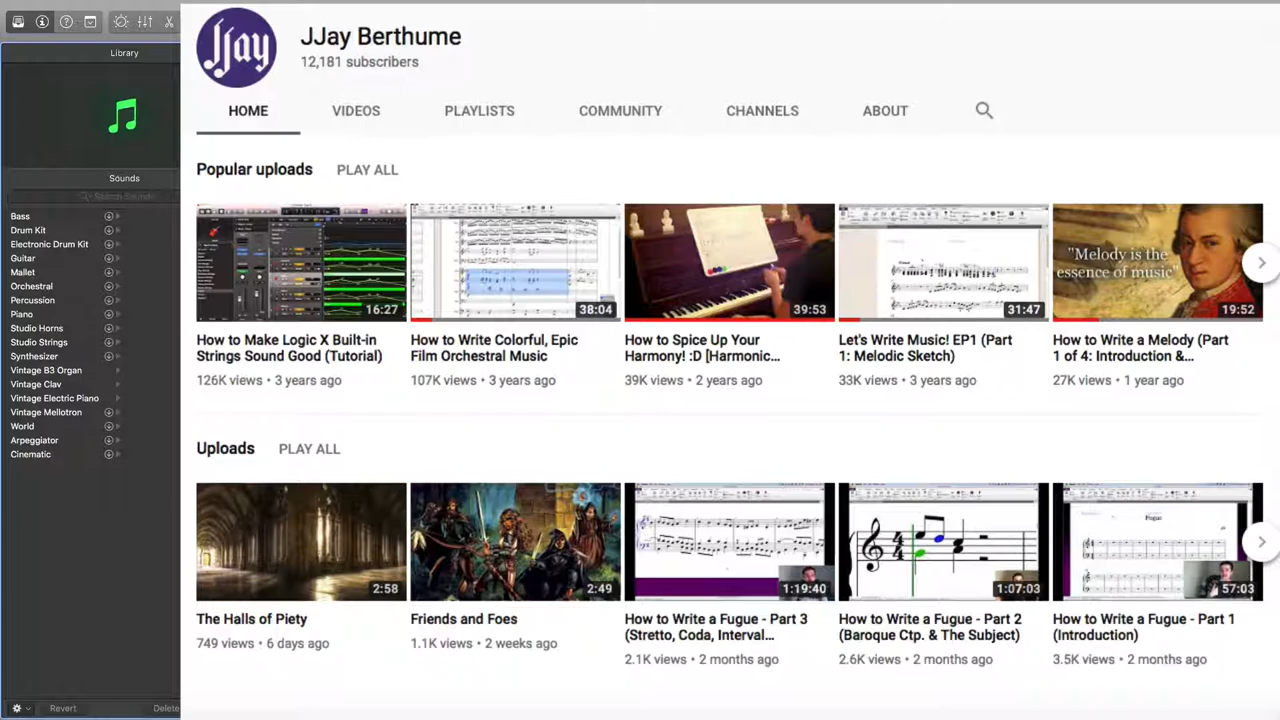 Library
Sounds
Search Sounds
Bass
Drum Kit
Electronic Drum Kit
Guitar
Mallet
Orchestral
Percussion
Piano
Studio Horns
Studio Strings
Synthesizer
Vintage B3 Organ
Vintage Clav
Vintage Electric Piano
Vintage Mellotron
World
Arpeggiator
Cinematic
Revert
Delete
Jjay
JJay Berthume
12,181 subscribers
HOME VIDEOS PLAYLISTS COMMUNITY CHANNELS ABOUT
Popular uploads PLAY ALL
16:27
How to Make Logic X Built-in
Strings Sound Good (Tutorial)
126K views • 3 years ago
38:04
How to Write Colorful, Epic
Film Orchestral Music
107K views • 3 years ago
39:53
How to Spice Up Your
Harmony! :D [Harmonic...
39K views • 2 years ago
31:47
Let's Write Music! EP1 (Part
1: Melodic Sketch)
33K views • 3 years ago
"Melody is the
essence of music"
19:52
How to Write a Melody (Part
1 of 4: Introduction &...
27K views • 1 year ago
Uploads PLAY ALL
2:58
The Halls of Piety
749 views • 6 days ago
2:49
Friends and Foes
1.1K views • 2 weeks ago
1:19:40
How to Write a Fugue - Part 3
(Stretto, Coda, Interval...
2.1K views • 2 months ago
1:07:03
How to Write a Fugue - Part 2
(Baroque Ctp. & The Subject)
2.6K views • 2 months ago
Fugue
57:03
How to Write a Fugue - Part 1
(Introduction)
3.5K views • 2 months ago